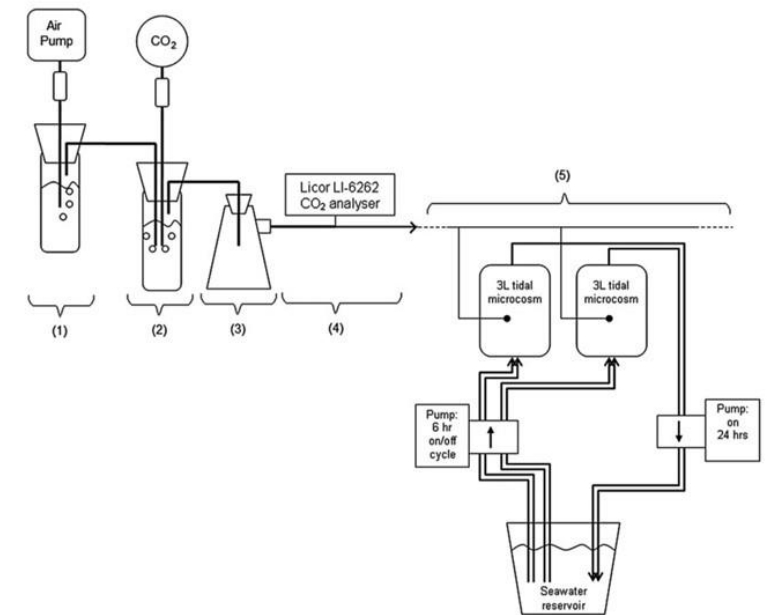 Air
Pump
CO₂
Licor LI-6262
CO₂ analyser
(5)
3L tidal
microcosm
3L tidal
microcosm
(1)
(2)
(3)
(4)
Pump:
6 hr
on/off
cycle
Pump:
on
24 hrs
Seawater
reservoir